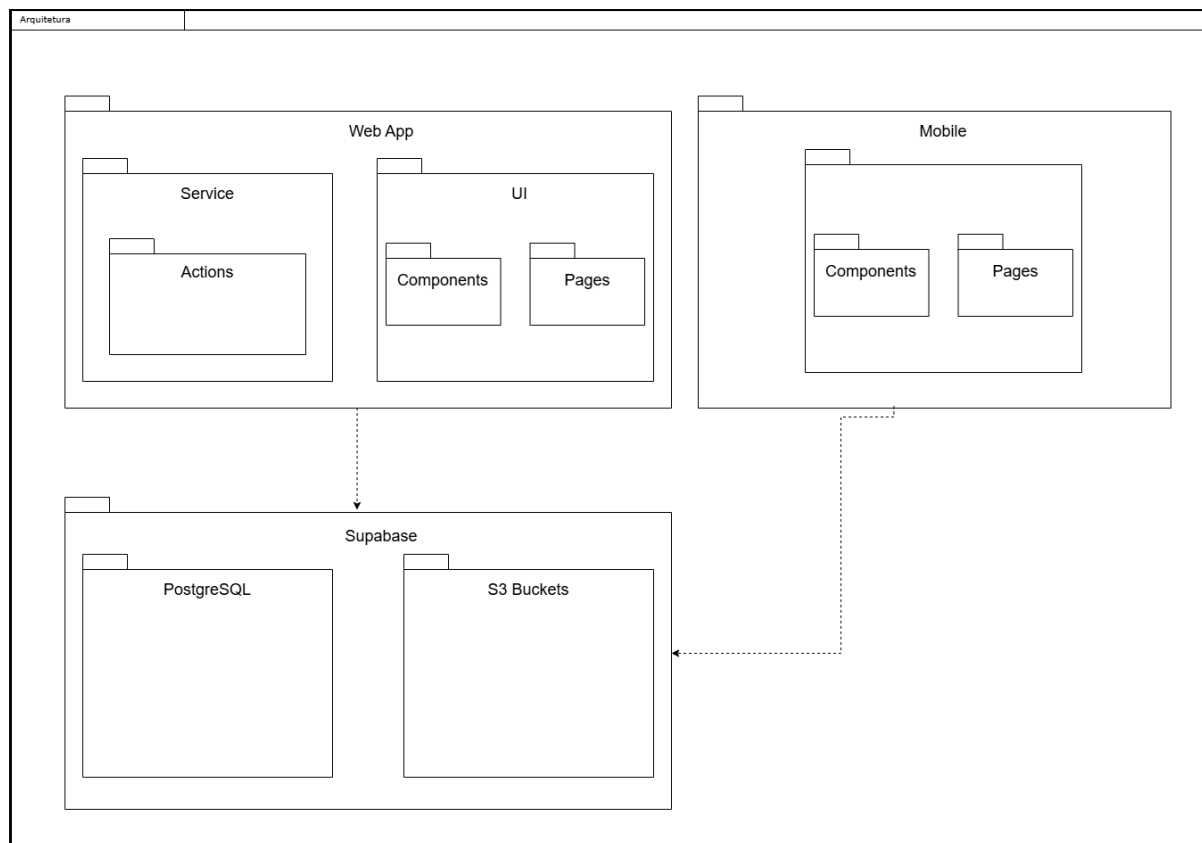 Arquitetura
Web App
Mobile
Service
UI
Actions
Components
Pages
Components
Pages
Supabase
PostgreSQL
S3 Buckets